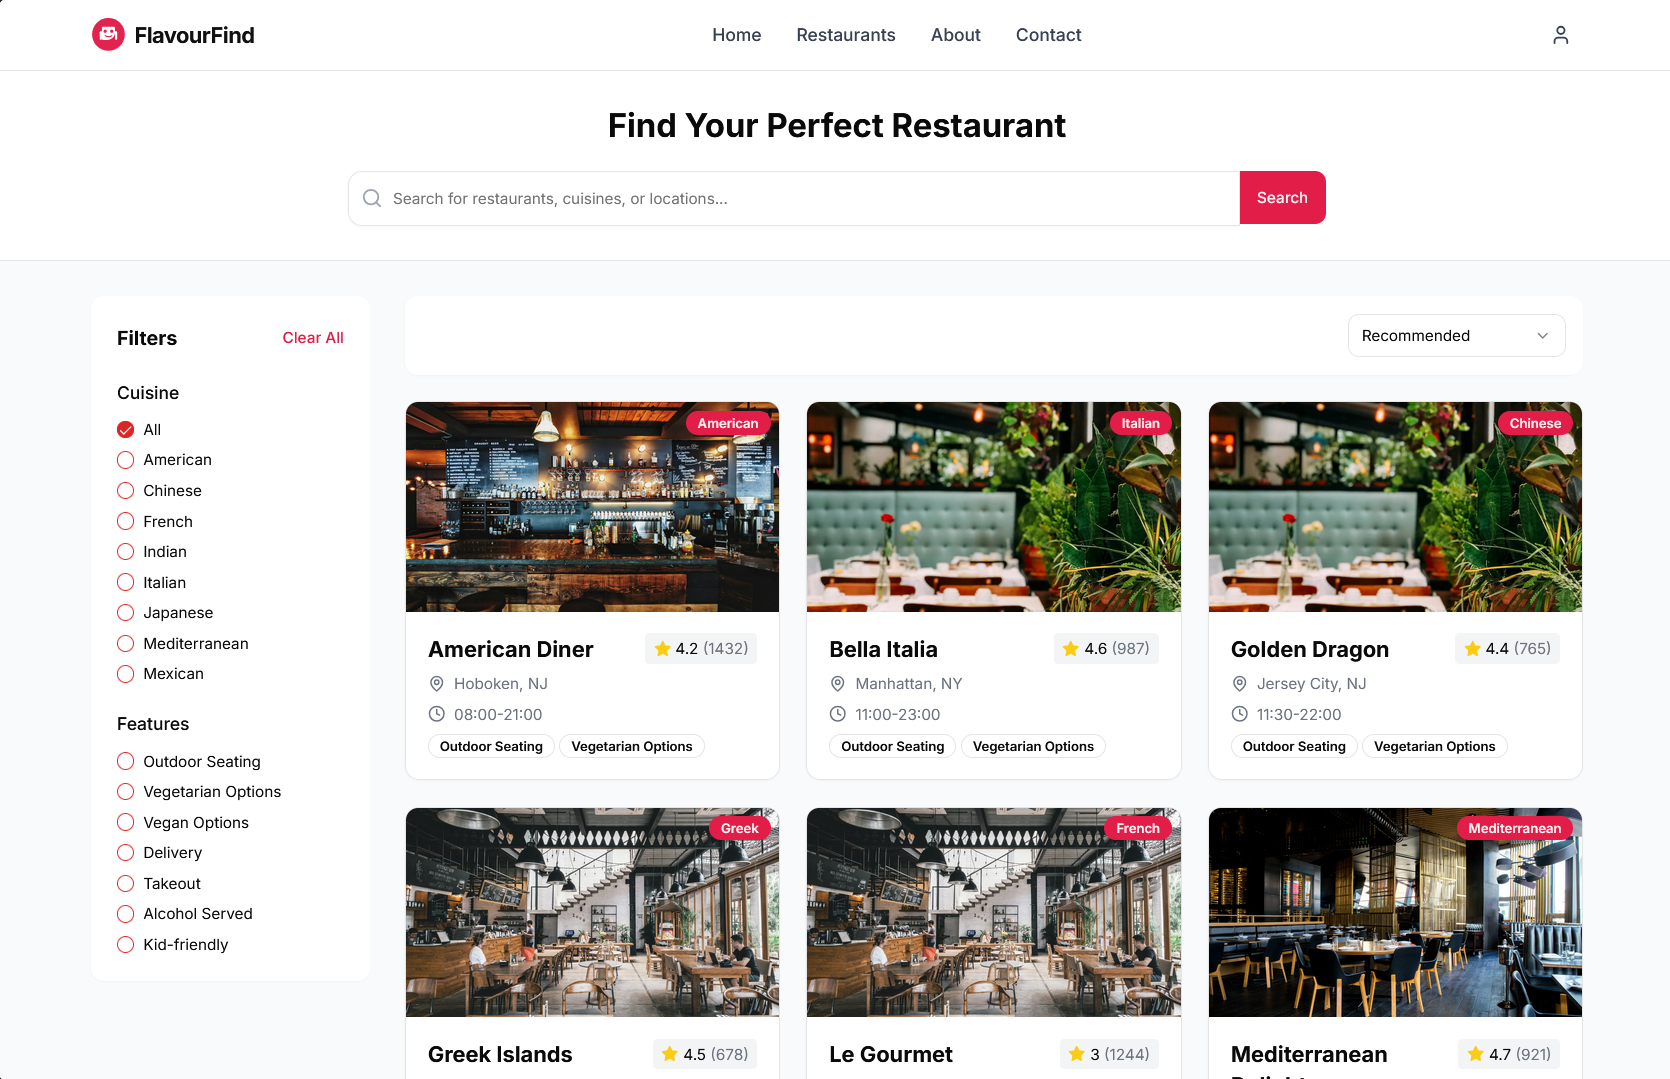 FlavourFind
Home
Restaurants
About
Contact
Find Your Perfect Restaurant
Search for restaurants, cuisines, or locations...
Search
Filters
Clear All
Cuisine
All
American
Chinese
French
Indian
Italian
Japanese
Mediterranean
Mexican
Features
Outdoor Seating
Vegetarian Options
Vegan Options
Delivery
Takeout
Alcohol Served
Kid-friendly
Recommended
American
American Diner
4.2 (1432)
Hoboken, NJ
08:00-21:00
Outdoor Seating
Vegetarian Options
Italian
Bella Italia
4.6 (987)
Manhattan, NY
11:00-23:00
Outdoor Seating
Vegetarian Options
Chinese
Golden Dragon
4.4 (765)
Jersey City, NJ
11:30-22:00
Outdoor Seating
Vegetarian Options
Greek
Greek Islands
4.5 (678)
French
Le Gourmet
3 (1244)
Mediterranean
Mediterranean
4.7 (921)